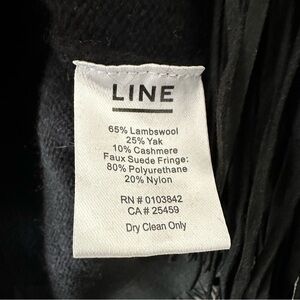 LINE
65% Lambswool
25% Yak
10% Cashmere
Faux Suede Fringe:
80% Polyurethane
20% Nylon
RN # 0103842
CA # 25459
Dry Clean Only